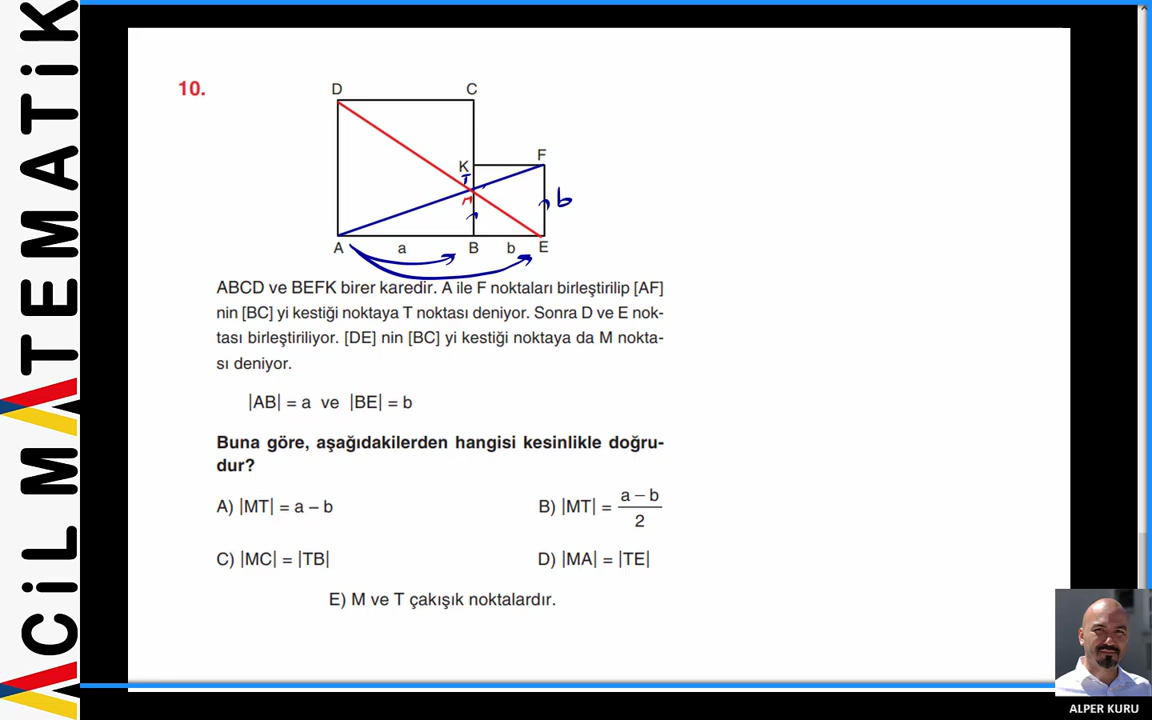 ACiL MATEMATiK
10.
D C
K F
T
M
b
A a B b E
ABCD ve BEFK birer karedir. A ile F noktaları birleştirilip [AF]
nin [BC] yi kestiği noktaya T noktası deniyor. Sonra D ve E nok-
tası birleştiriliyor. [DE] nin [BC] yi kestiği noktaya da M nokta-
sı deniyor.
|AB| = a ve |BE| = b
Buna göre, aşağıdakilerden hangisi kesinlikle doğru-
dur?
A) |MT| = a – b B) |MT| = a – b / 2
C) |MC| = |TB| D) |MA| = |TE|
E) M ve T çakışık noktalardır.
ALPER KURU